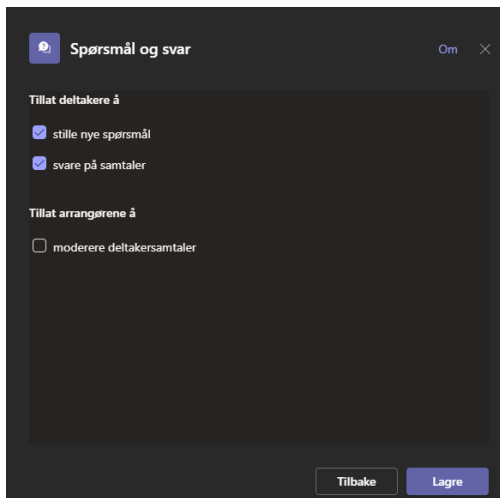 Spørsmål og svar
Om
Tillat deltakere å
stille nye spørsmål
svare på samtaler
Tillat arrangørene å
moderere deltakersamtaler
Tilbake
Lagre